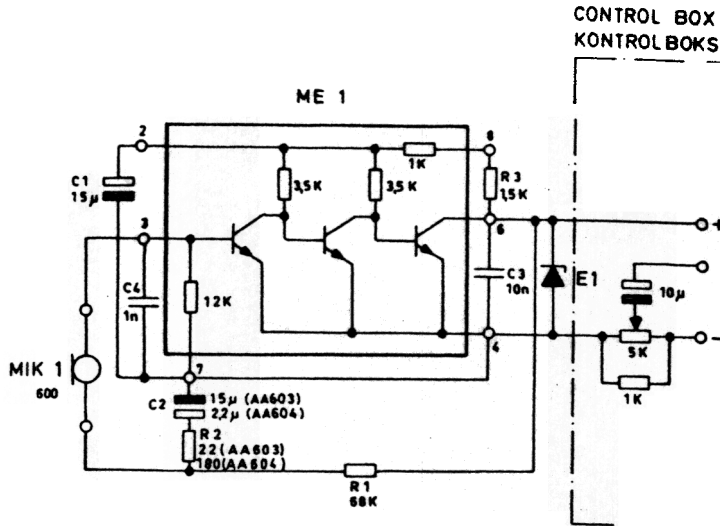 CONTROL BOX
KONTROLBOKS
ME 1
2
8
1K
C1
15µ
3,5K
3,5K
R3
1,5K
3
6
+
C4
1n
12K
C3
10n
E1
10µ
4
-
5K
MIK 1
600
7
1K
C2
15µ (AA603)
2,2µ (AA604)
R2
22(AA603)
180(AA604)
R1
68K